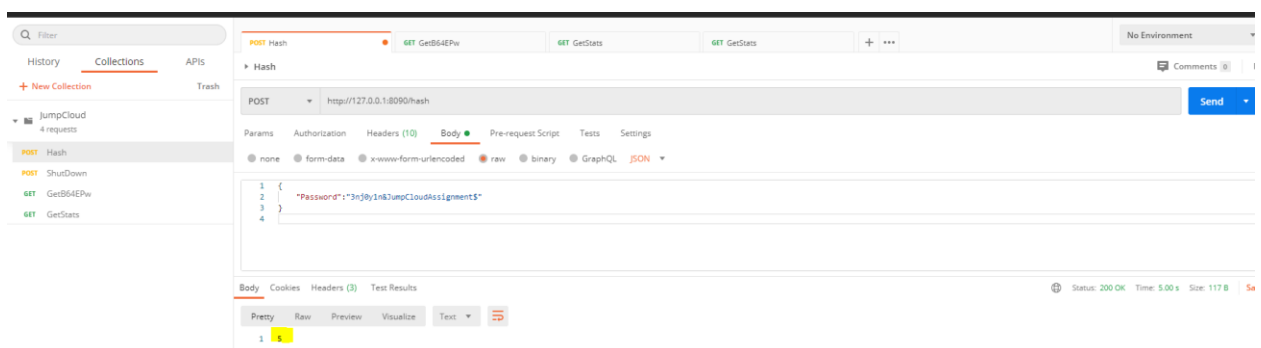 Filter
History Collections APIs
+ New Collection Trash
JumpCloud
4 requests
POST Hash
POST ShutDown
GET GetB64EPw
GET GetStats
POST Hash GET GetB64EPw GET GetStats GET GetStats + •••
No Environment
Hash
Comments 0
POST http://127.0.0.1:8090/hash
Send
Params Authorization Headers (10) Body Pre-request Script Tests Settings
none form-data x-www-form-urlencoded raw binary GraphQL JSON
1 {
2 "Password":"3nj0y1n&JumpCloudAssignment$"
3 }
4
Body Cookies Headers (3) Test Results
Status: 200 OK Time: 5.00 s Size: 117 B Sa
Pretty Raw Preview Visualize Text
1 5